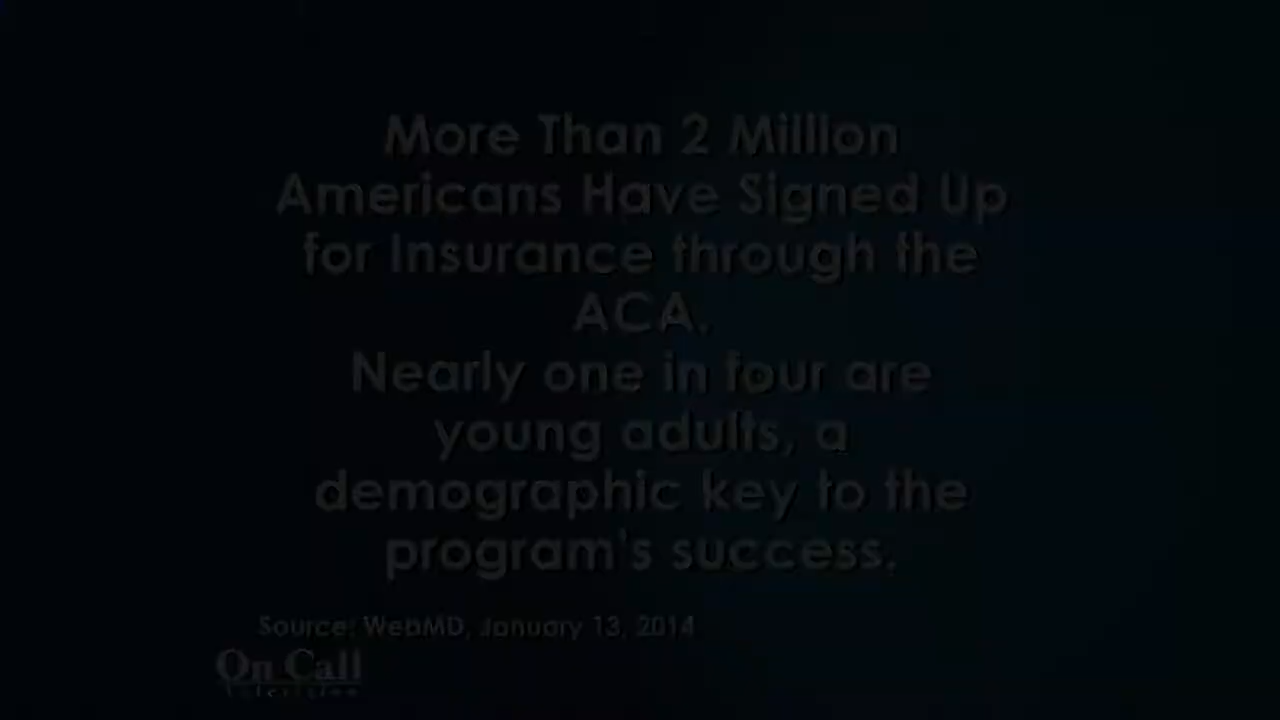 More Than 2 Million
Americans Have Signed Up
for Insurance through the
ACA.
Nearly one in four are
young adults, a
demographic key to the
program's success.
Source: WebMD, January 13, 2014
On Call
Television